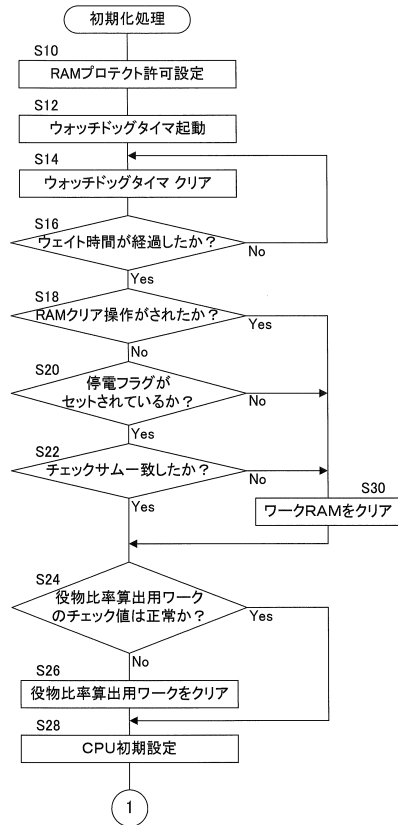 初期化処理
S10
RAMプロテクト許可設定
S12
ウォッチドッグタイマ起動
S14
ウォッチドッグタイマ クリア
S16
ウェイト時間が経過したか？
No
Yes
S18
RAMクリア操作がされたか？
Yes
No
S20
停電フラグが
セットされているか？
No
Yes
S22
チェックサム一致したか？
No
Yes
S30
ワークRAMをクリア
S24
役物比率算出用ワーク
のチェック値は正常か？
Yes
No
S26
役物比率算出用ワークをクリア
S28
CPU初期設定
1